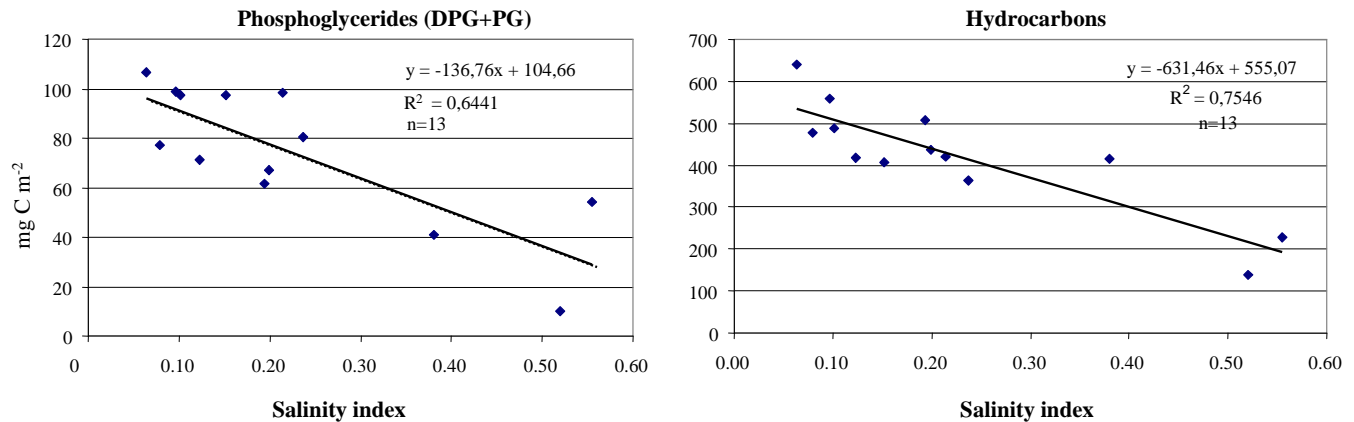 Phosphoglycerides (DPG+PG)
120
100
80
60
40
20
0
mg C m-2
y = -136,76x + 104,66
R2 = 0,6441
n=13
0 0.10 0.20 0.30 0.40 0.50 0.60
Salinity index
Hydrocarbons
700
600
500
400
300
200
100
0
y = -631,46x + 555,07
R2 = 0,7546
n=13
0.00 0.10 0.20 0.30 0.40 0.50 0.60
Salinity index